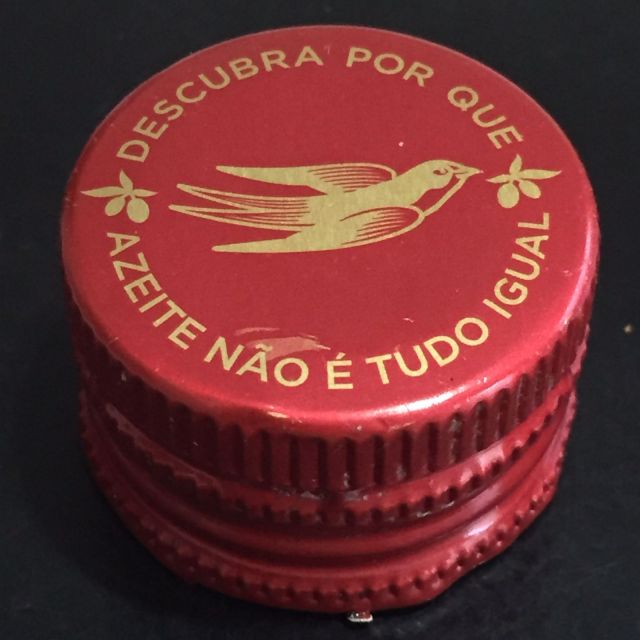 DESCUBRA POR QUE
AZEITE NÃO É TUDO IGUAL